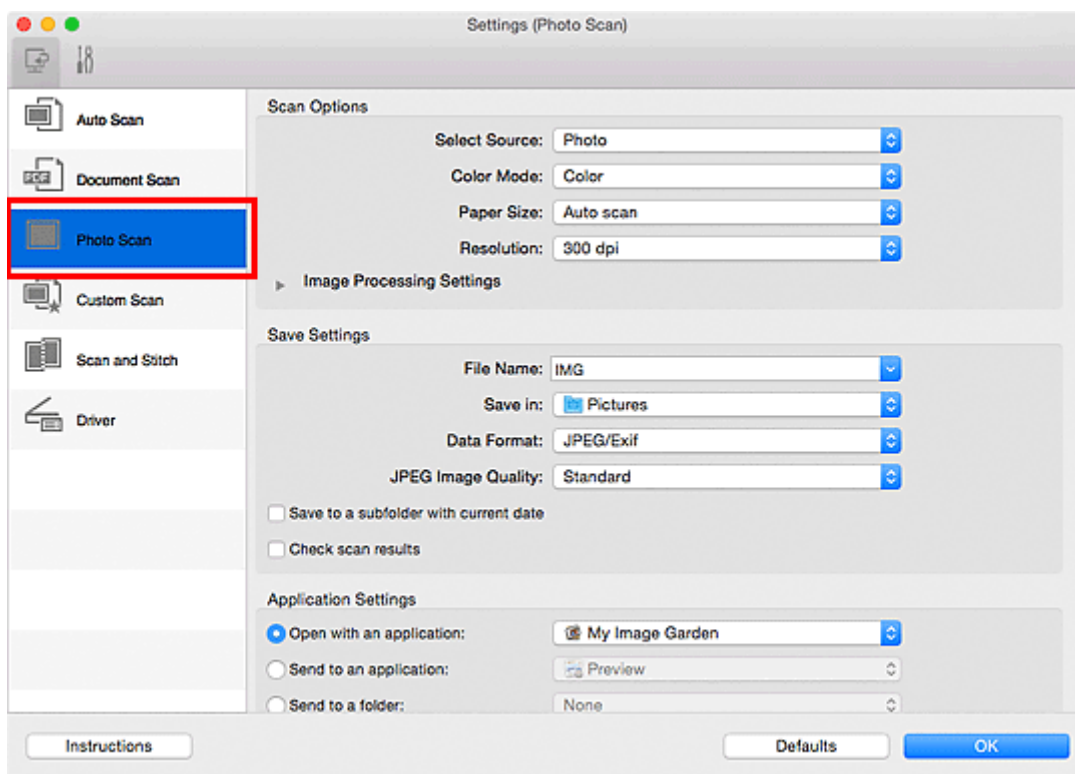 Settings (Photo Scan)
Auto Scan
Document Scan
Photo Scan
Custom Scan
Scan and Stitch
Driver
Scan Options
Select Source: Photo
Color Mode: Color
Paper Size: Auto scan
Resolution: 300 dpi
Image Processing Settings
Save Settings
File Name: IMG
Save in: Pictures
Data Format: JPEG/Exif
JPEG Image Quality: Standard
Save to a subfolder with current date
Check scan results
Application Settings
Open with an application: My Image Garden
Send to an application: Preview
Send to a folder: None
Instructions
Defaults
OK